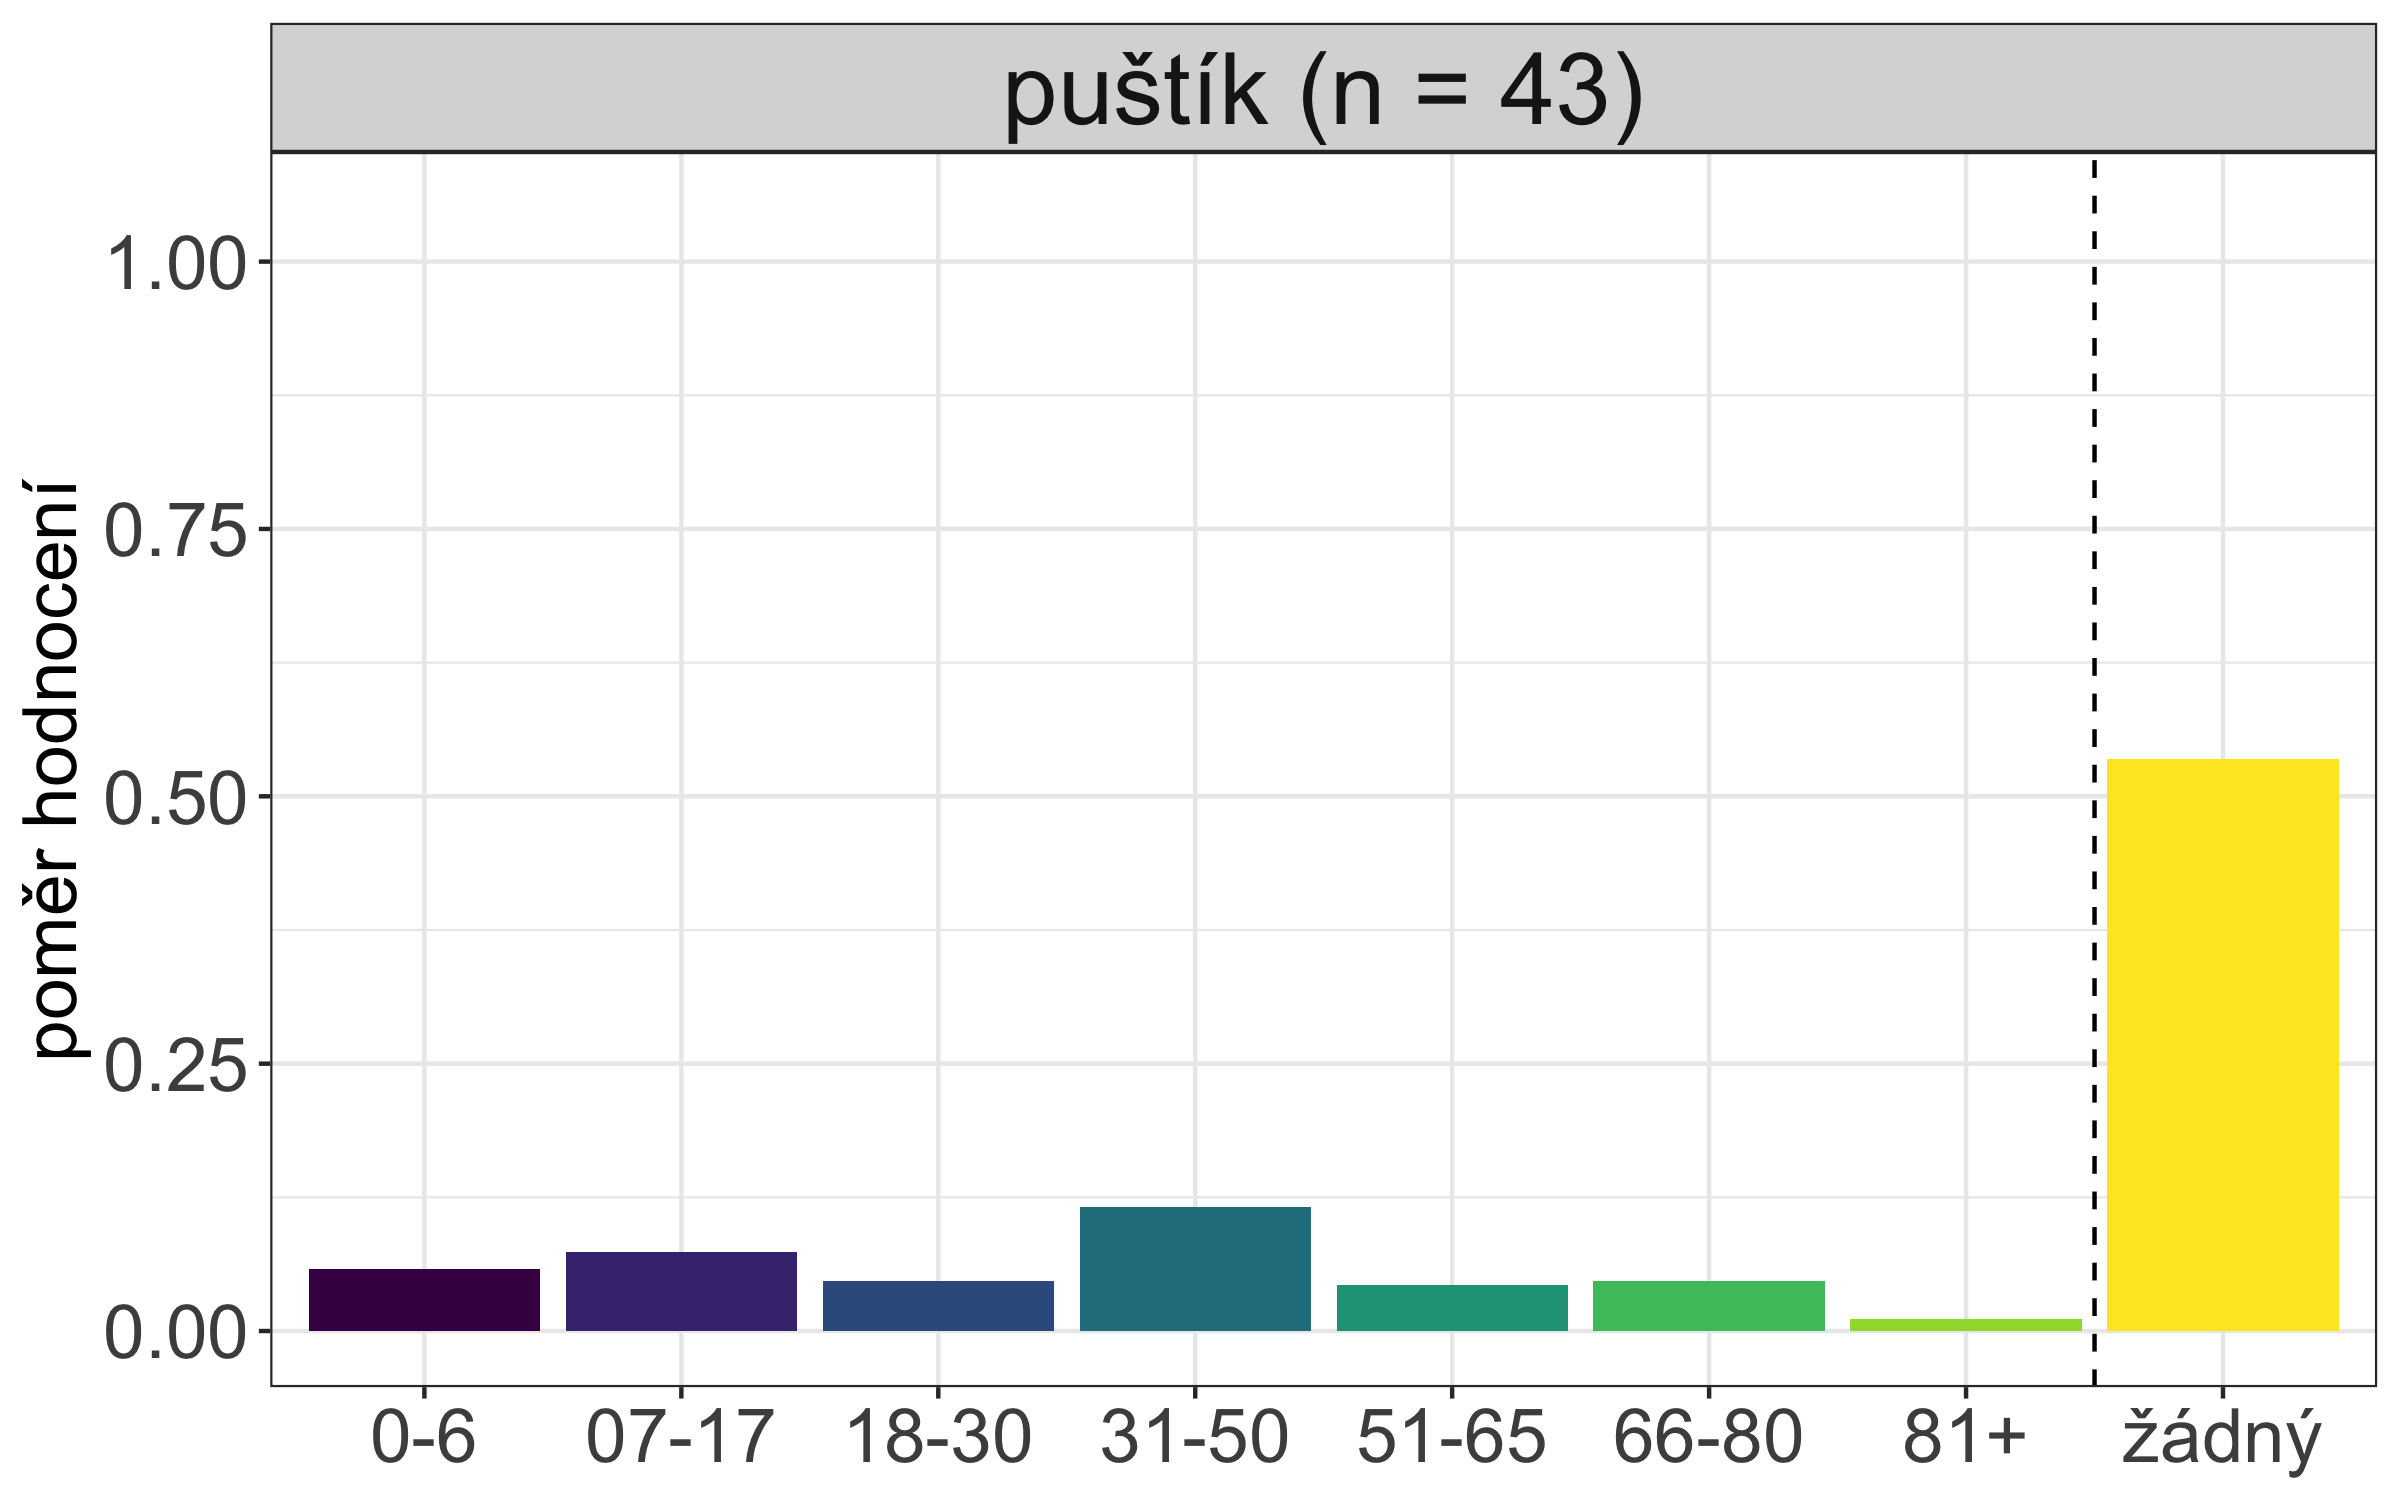 puštík (n = 43)
poměr hodnocení
1.00
0.75
0.50
0.25
0.00
0-6 07-17 18-30 31-50 51-65 66-80 81+ žádný